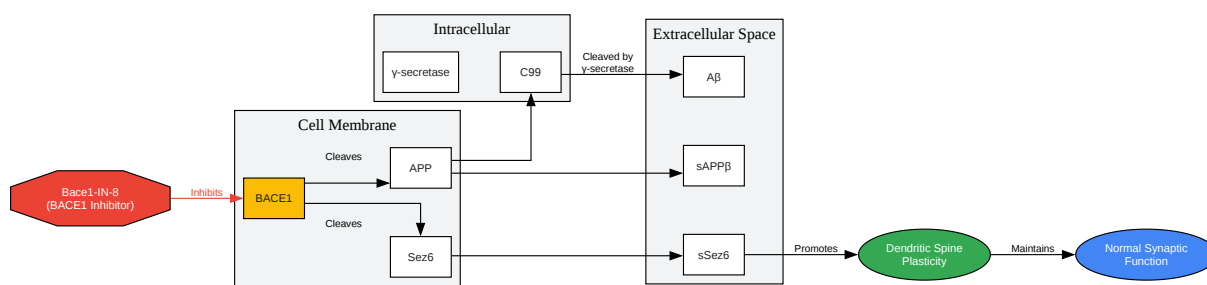 Intracellular
Extracellular Space
γ-secretase
C99
Cleaved by
γ-secretase
Aβ
Cell Membrane
Cleaves
APP
sAPPβ
Bace1-IN-8
(BACE1 Inhibitor)
Inhibits
BACE1
Cleaves
Sez6
sSez6
Promotes
Dendritic Spine
Plasticity
Maintains
Normal Synaptic
Function